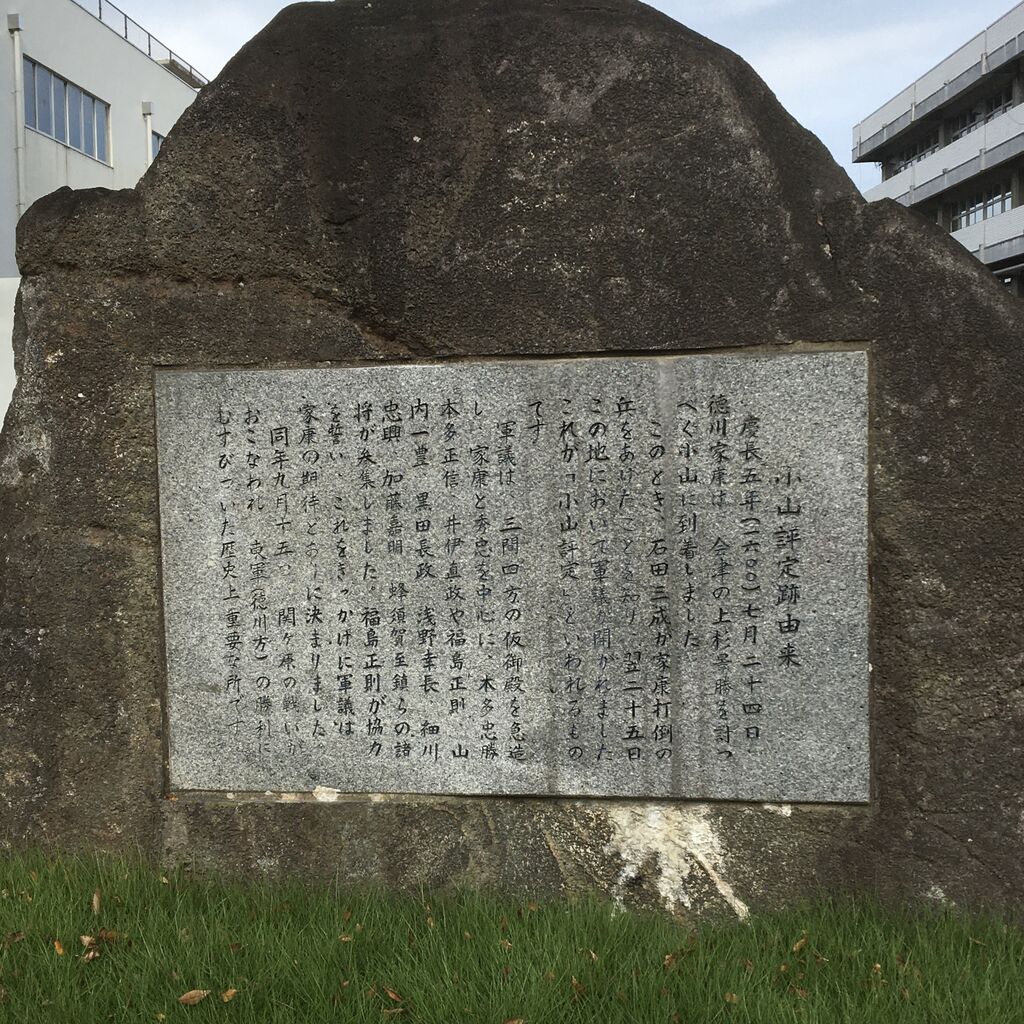 小山評定跡由来
慶長五年(一六〇〇)七月二十四日
徳川家康は、会津の上杉景勝を討つ
べく小山に到着しました
このとき、石田三成が家康打倒の
兵をあげたことを知り、翌二十五日
この地において軍議が開かれました
これが「小山評定」といわれるもの
です
軍議は、三間四方の仮御殿を急造
し、家康と秀忠を中心に、本多忠勝
本多正信、井伊直政や福島正則 山
内一豊、黒田長政 浅野幸長 細川
忠興 加藤嘉明 蜂須賀至鎮らの諸
将が参集しました。福島正則が協力
を誓い、これをきっかけに軍議は
家康の期待どおりに決まりました。
同年九月十五日、関ヶ原の戦いが
おこなわれ 東軍(徳川方)の勝利に
むすびついた歴史上重要な所です